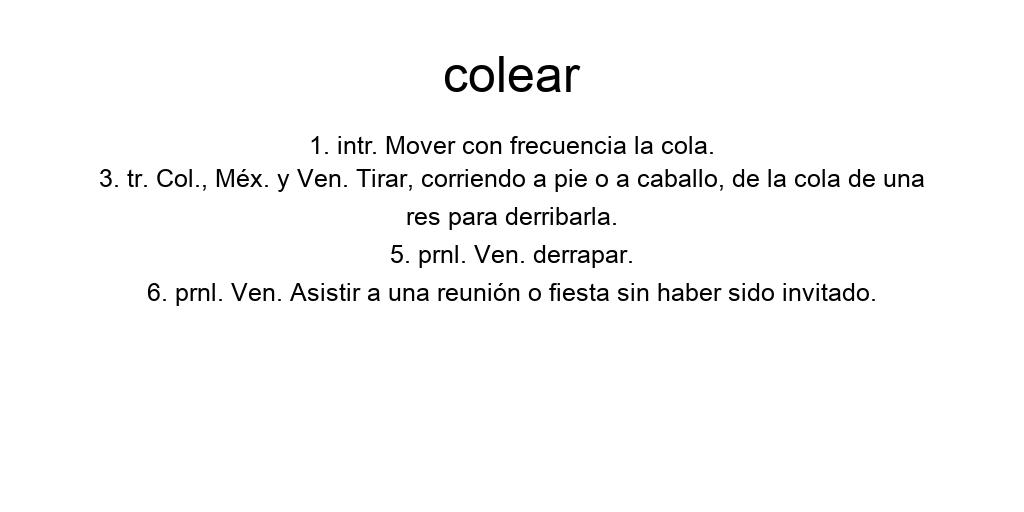 colear
1. intr. Mover con frecuencia la cola.
3. tr. Col., Méx. y Ven. Tirar, corriendo a pie o a caballo, de la cola de una
res para derribarla.
5. prnl. Ven. derrapar.
6. prnl. Ven. Asistir a una reunión o fiesta sin haber sido invitado.